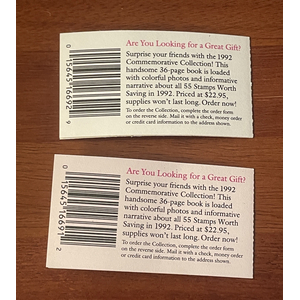 Are You Looking for a Great Gift?
Surprise your friends with the 1992
Commemorative Collection! This
handsome 36-page book is loaded
with colorful photos and informative
narrative about all 55 Stamps Worth
Saving in 1992. Priced at $22.95,
supplies won't last long. Order now!
To order the Collection, complete the order form
on the reverse side. Mail it with a check, money order
or credit card information to the address shown.
Are You Looking for a Great Gift?
Surprise your friends with the 1992
Commemorative Collection! This
handsome 36-page book is loaded
with colorful photos and informative
narrative about all 55 Stamps Worth
Saving in 1992. Priced at $22.95,
supplies won't last long. Order now!
To order the Collection, complete the order form
on the reverse side. Mail it with a check, money order
or credit card information to the address shown.